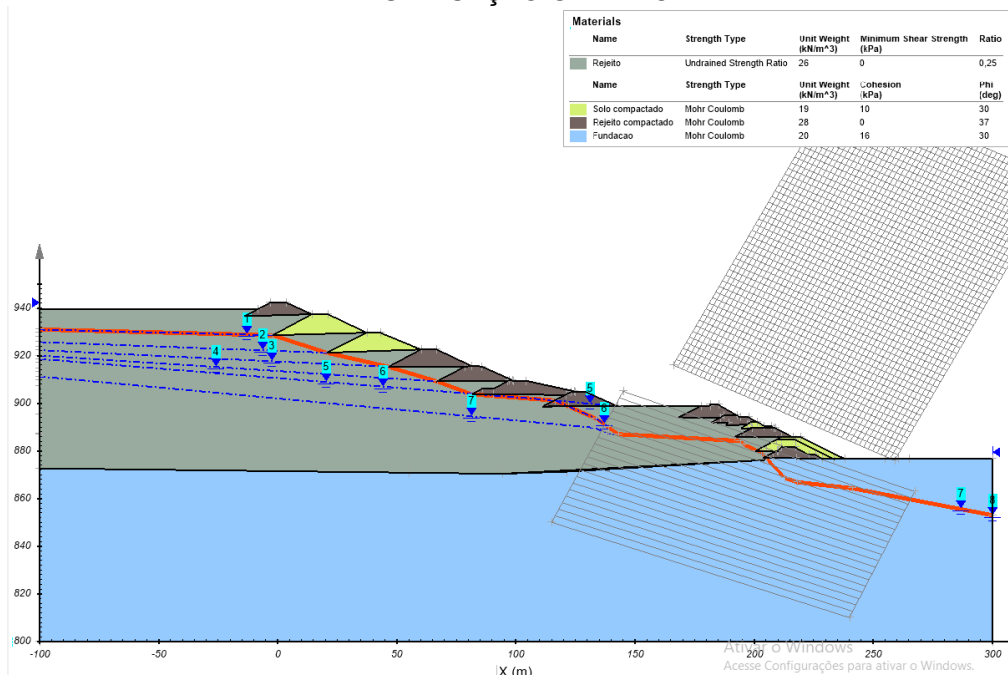 Materials
Name Strength Type Unit Weight (kN/m^3) Minimum Shear Strength (kPa) Ratio
Rejeito Undrained Strength Ratio 26 0 0,25
Name Strength Type Unit Weight (kN/m^3) Cohesion (kPa) Phi (deg)
Solo compactado Mohr Coulomb 19 10 30
Rejeito compactado Mohr Coulomb 28 0 37
Fundacao Mohr Coulomb 20 16 30
940
920
900
880
860
840
820
800
1
2
3
4
5
6
7
5
6
7
8
-100 -50 0 50 100 150 200 250 300
X (m)
Ativar o Windows
Acesse Configurações para ativar o Windows.